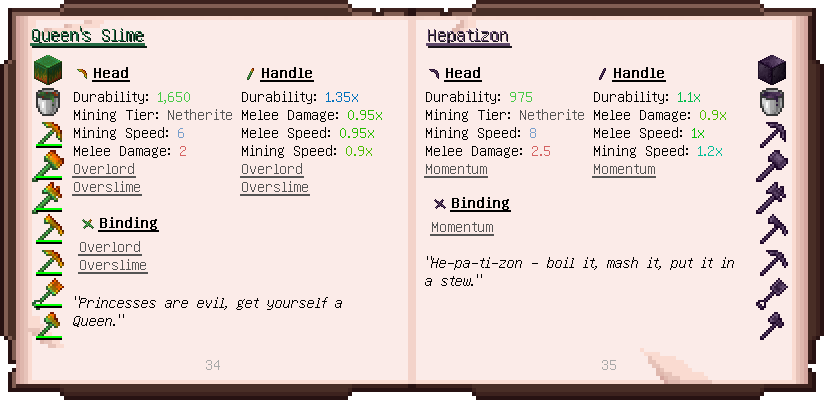 Queen's Slime
Head
Durability: 1,650
Mining Tier: Netherite
Mining Speed: 6
Melee Damage: 2
Overlord
Overslime
Handle
Durability: 1.35x
Melee Damage: 0.95x
Melee Speed: 0.95x
Mining Speed: 0.9x
Overlord
Overslime
Binding
Overlord
Overslime
"Princesses are evil, get yourself a
Queen."
34
Hepatizon
Head
Durability: 975
Mining Tier: Netherite
Mining Speed: 8
Melee Damage: 2.5
Momentum
Handle
Durability: 1.1x
Melee Damage: 0.9x
Melee Speed: 1x
Mining Speed: 1.2x
Momentum
Binding
Momentum
"He-pa-ti-zon - boil it, mash it, put it in
a stew."
35